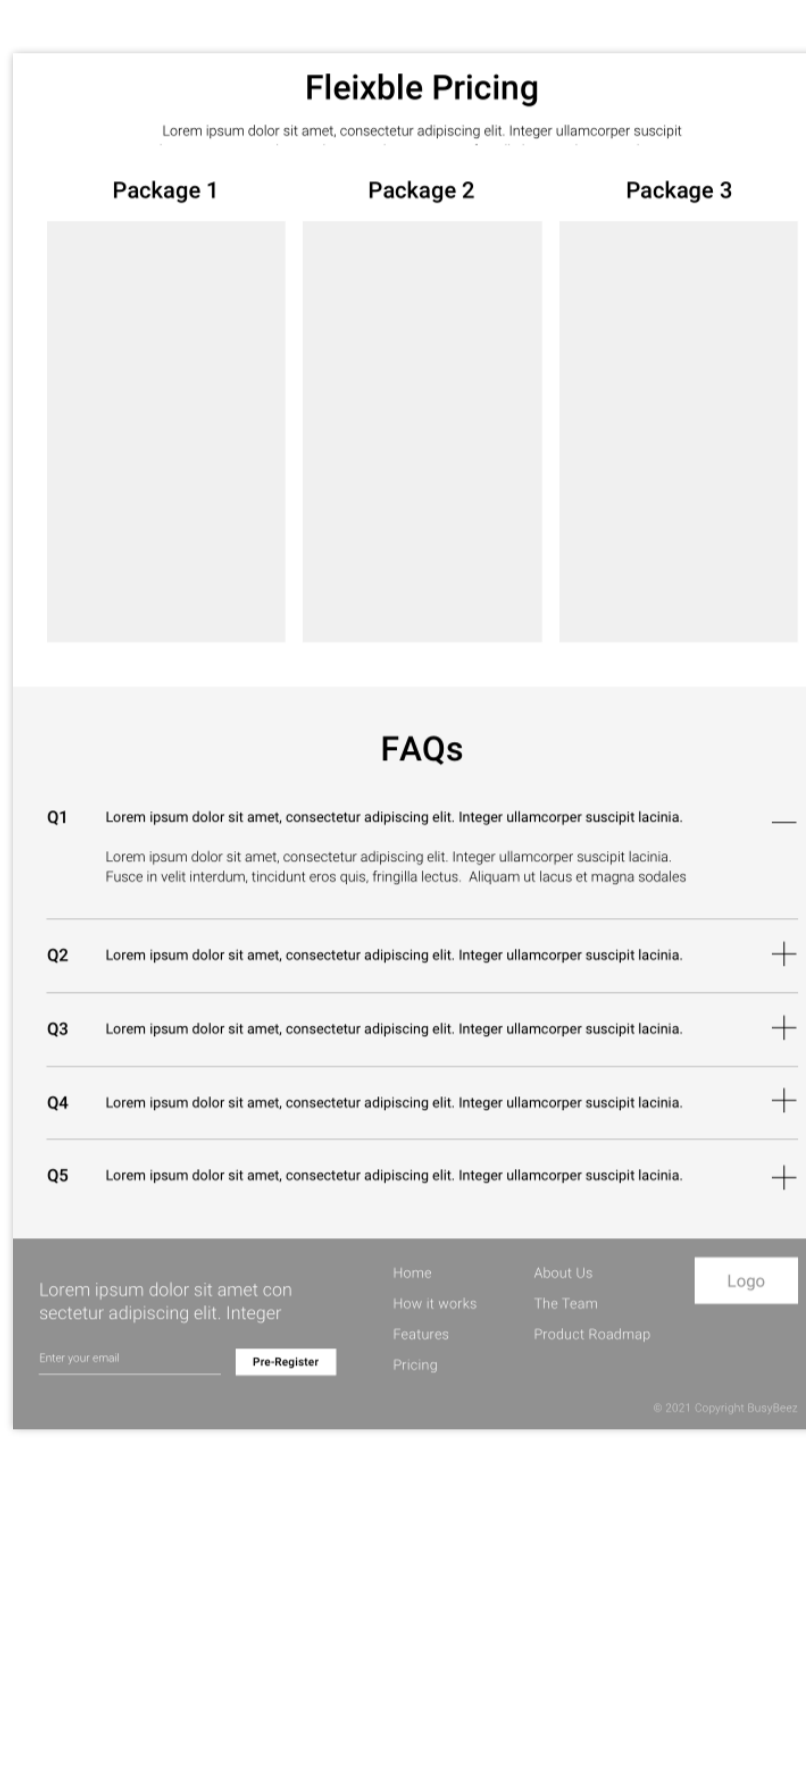 Fleixble Pricing
Lorem ipsum dolor sit amet, consectetur adipiscing elit. Integer ullamcorper suscipit
Package 1
Package 2
Package 3
FAQs
Q1 Lorem ipsum dolor sit amet, consectetur adipiscing elit. Integer ullamcorper suscipit lacinia.
Lorem ipsum dolor sit amet, consectetur adipiscing elit. Integer ullamcorper suscipit lacinia.
Fusce in velit interdum, tincidunt eros quis, fringilla lectus.  Aliquam ut lacus et magna sodales
Q2 Lorem ipsum dolor sit amet, consectetur adipiscing elit. Integer ullamcorper suscipit lacinia.
Q3 Lorem ipsum dolor sit amet, consectetur adipiscing elit. Integer ullamcorper suscipit lacinia.
Q4 Lorem ipsum dolor sit amet, consectetur adipiscing elit. Integer ullamcorper suscipit lacinia.
Q5 Lorem ipsum dolor sit amet, consectetur adipiscing elit. Integer ullamcorper suscipit lacinia.
Lorem ipsum dolor sit amet con
sectetur adipiscing elit. Integer
Enter your email
Pre-Register
Home
How it works
Features
Pricing
About Us
The Team
Product Roadmap
Logo
© 2021 Copyright BusyBeez